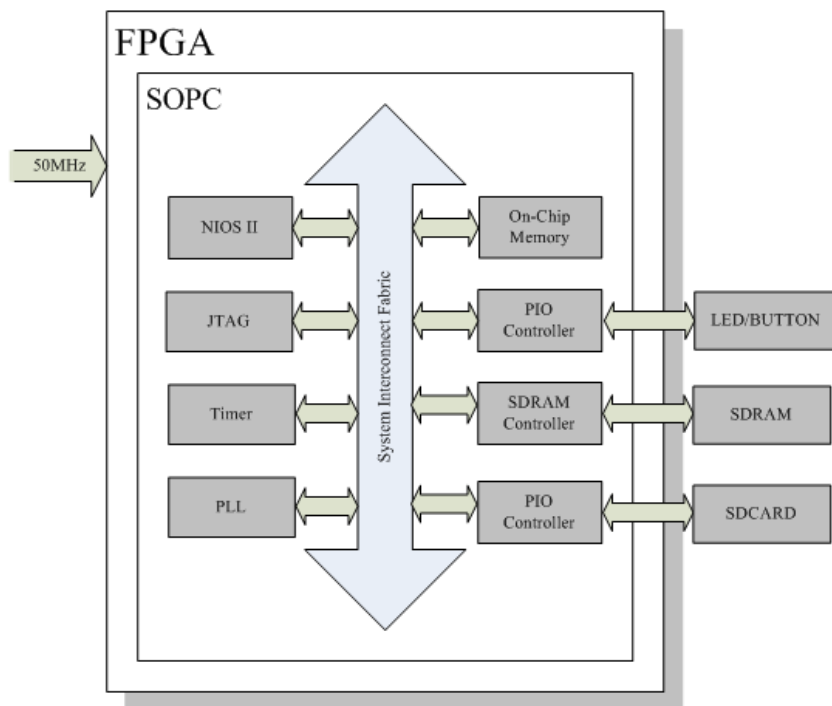 FPGA
SOPC
50MHz
NIOS II
On-Chip
Memory
JTAG
PIO
Controller
LED/BUTTON
System Interconnect Fabric
Timer
SDRAM
Controller
SDRAM
PLL
PIO
Controller
SDCARD